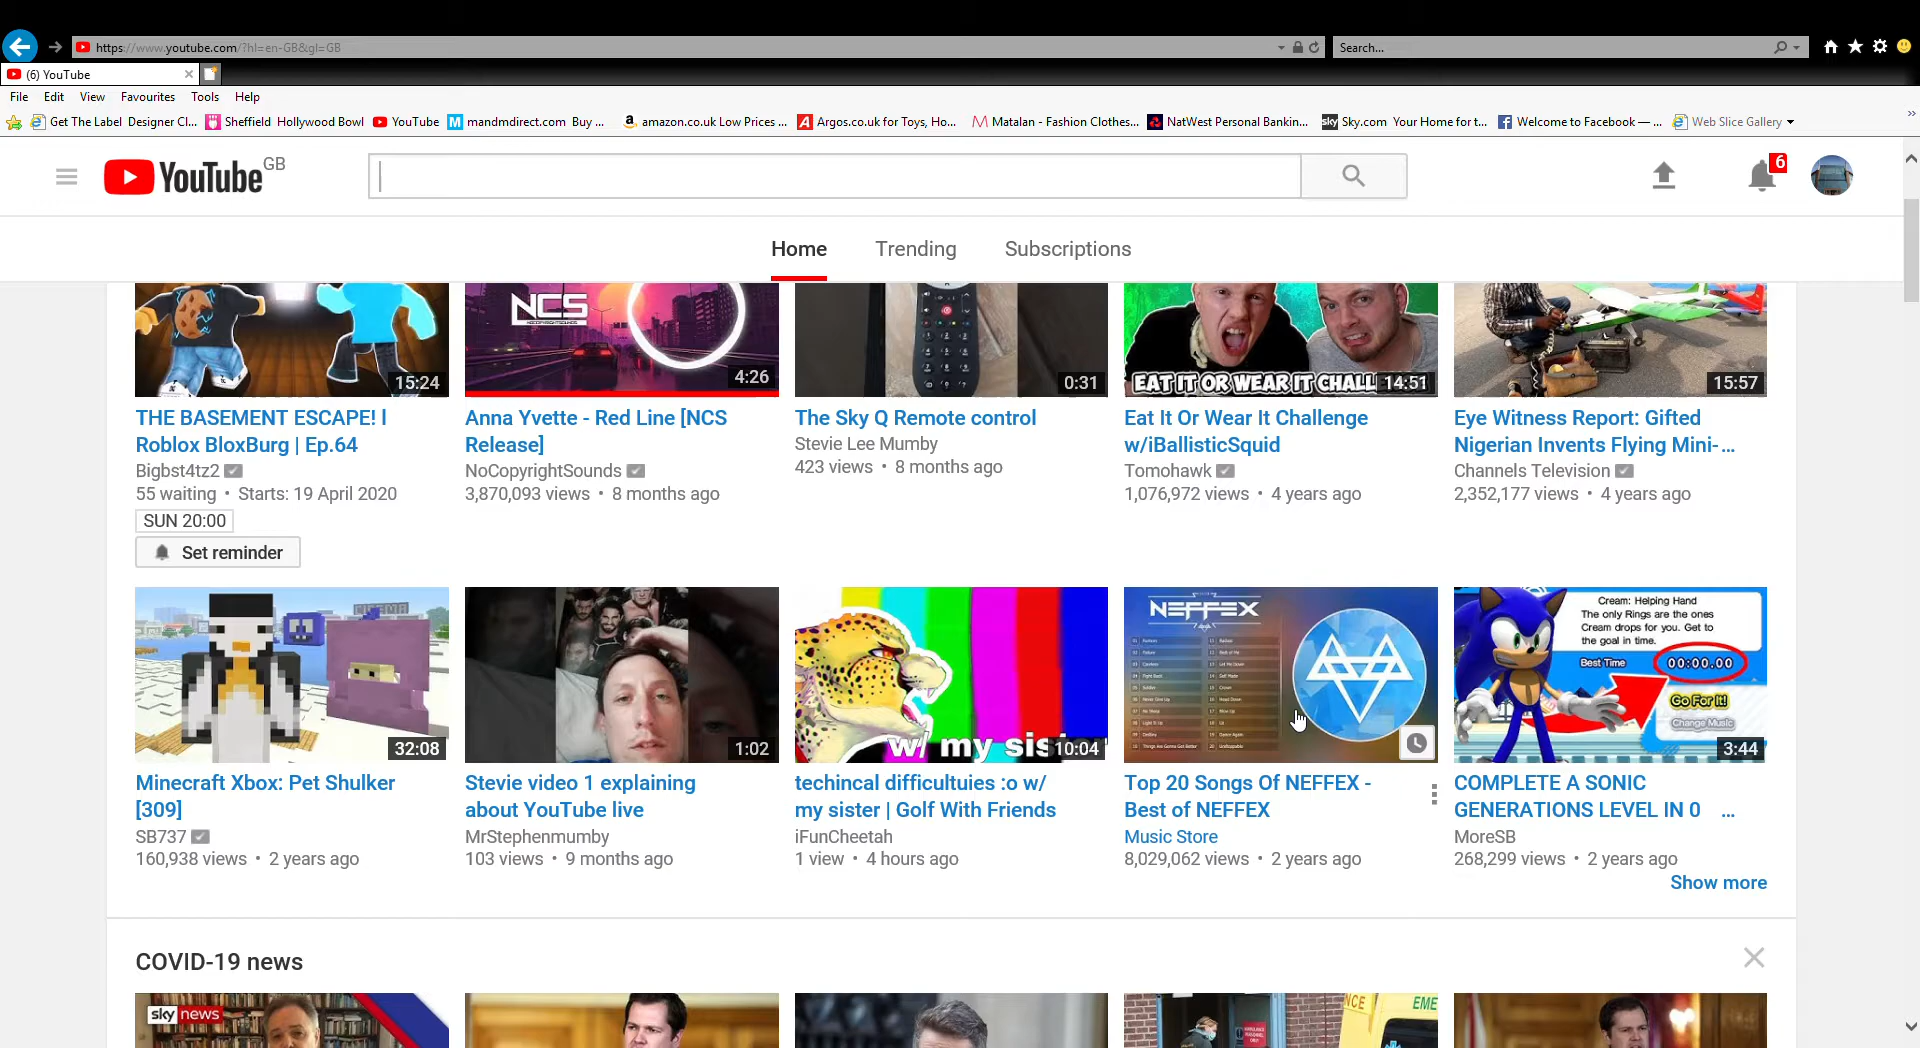 https://www.youtube.com/?hl=en-GB&gl=GB
Search...
(6) YouTube
File Edit View Favourites Tools Help
Get The Label Designer Cl... Sheffield Hollywood Bowl YouTube mandmdirect.com Buy ... amazon.co.uk Low Prices ... Argos.co.uk for Toys, Ho... Matalan - Fashion Clothes... NatWest Personal Bankin... sky Sky.com Your Home for t... Welcome to Facebook — ... Web Slice Gallery
YouTube GB
6
Home Trending Subscriptions
15:24
NCS
NOCOPYRIGHTSOUNDS
4:26
0:31
EAT IT OR WEAR IT CHALL 14:51
15:57
THE BASEMENT ESCAPE! l
Roblox BloxBurg | Ep.64
Bigbst4tz2
55 waiting • Starts: 19 April 2020
SUN 20:00
Set reminder
Anna Yvette - Red Line [NCS
Release]
NoCopyrightSounds
3,870,093 views • 8 months ago
The Sky Q Remote control
Stevie Lee Mumby
423 views • 8 months ago
Eat It Or Wear It Challenge
w/iBallisticSquid
Tomohawk
1,076,972 views • 4 years ago
Eye Witness Report: Gifted
Nigerian Invents Flying Mini-...
Channels Television
2,352,177 views • 4 years ago
CINEMA
32:08
1:02
w/ my sis 10:04
NEFFEX
Cream: Helping Hand
The only Rings are the ones
Cream drops for you. Get to
the goal in time.
Best Time 00:00.00
Go For It!
Change Music
3:44
Minecraft Xbox: Pet Shulker
[309]
SB737
160,938 views • 2 years ago
Stevie video 1 explaining
about YouTube live
MrStephenmumby
103 views • 9 months ago
techincal difficultuies :o w/
my sister | Golf With Friends
iFunCheetah
1 view • 4 hours ago
Top 20 Songs Of NEFFEX -
Best of NEFFEX
Music Store
8,029,062 views • 2 years ago
COMPLETE A SONIC
GENERATIONS LEVEL IN 0 ...
MoreSB
268,299 views • 2 years ago
Show more
COVID-19 news
sky news
NCE
EME